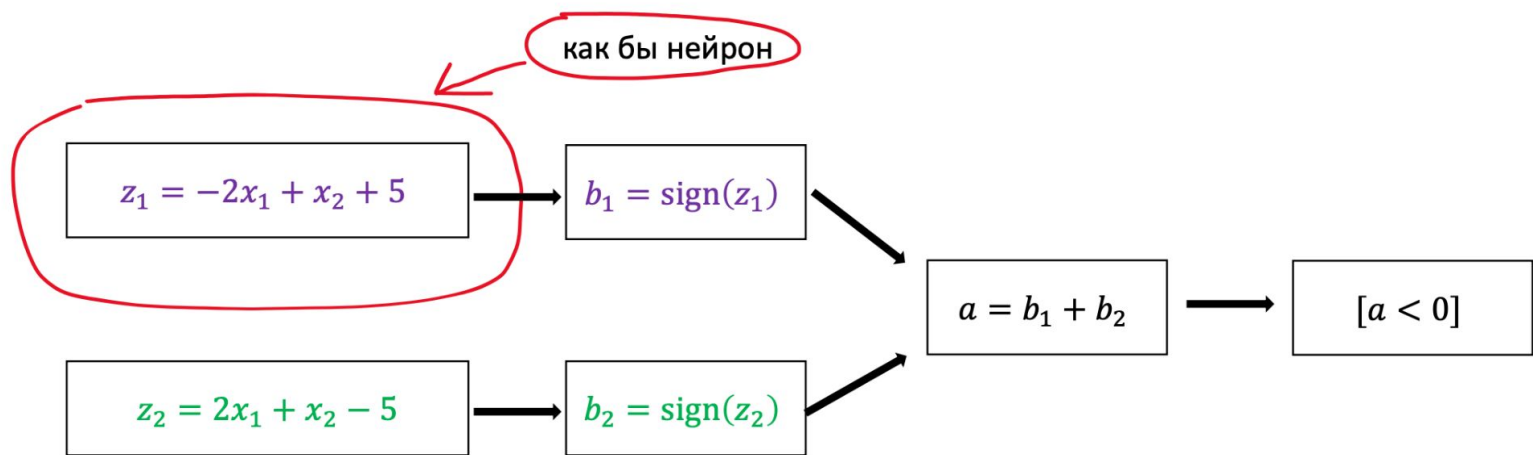 как бы нейрон
z₁ = −2x₁ + x₂ + 5
b₁ = sign(z₁)
a = b₁ + b₂
[a < 0]
z₂ = 2x₁ + x₂ − 5
b₂ = sign(z₂)